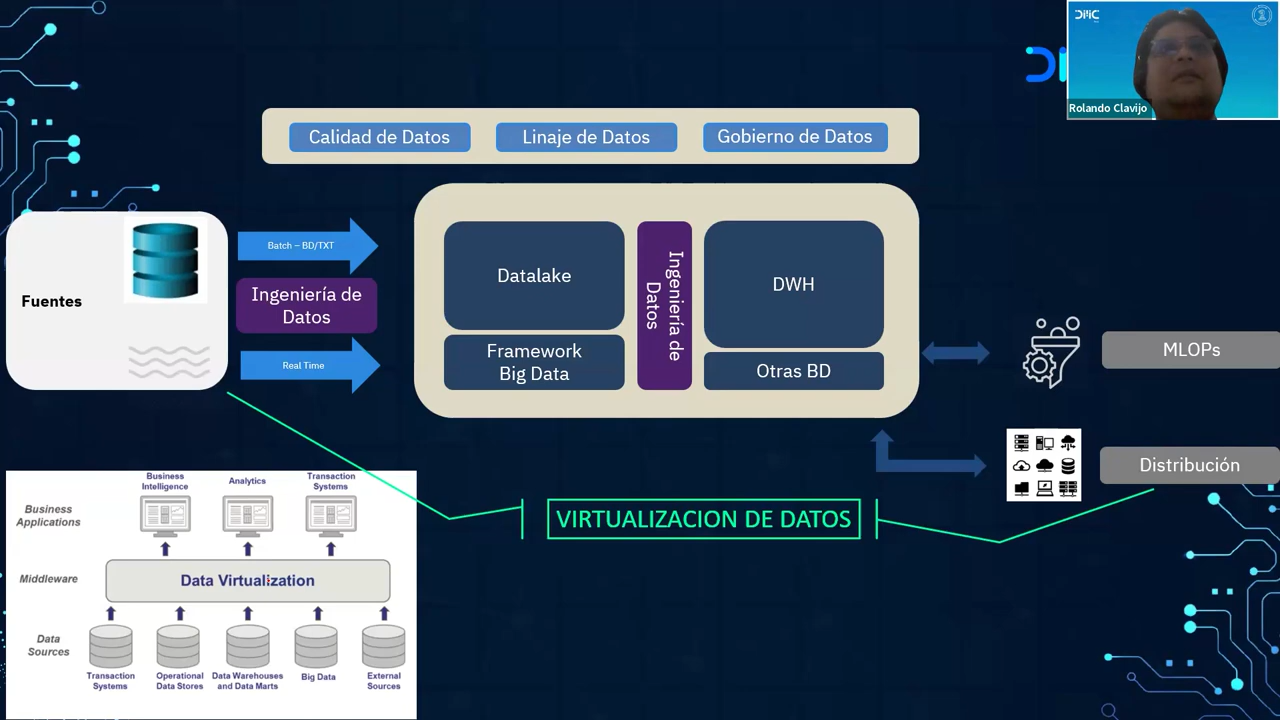 DMC
Rolando Clavijo
Calidad de Datos
Linaje de Datos
Gobierno de Datos
Fuentes
Batch – BD/TXT
Ingeniería de
Datos
Real Time
Datalake
Framework
Big Data
Ingeniería de
Datos
DWH
Otras BD
MLOPs
Distribución
VIRTUALIZACION DE DATOS
Business
Applications
Business
Intelligence
Analytics
Transaction
Systems
Middleware
Data Virtualization
Data
Sources
Transaction
Systems
Operational
Data Stores
Data Warehouses
and Data Marts
Big Data
External
Sources